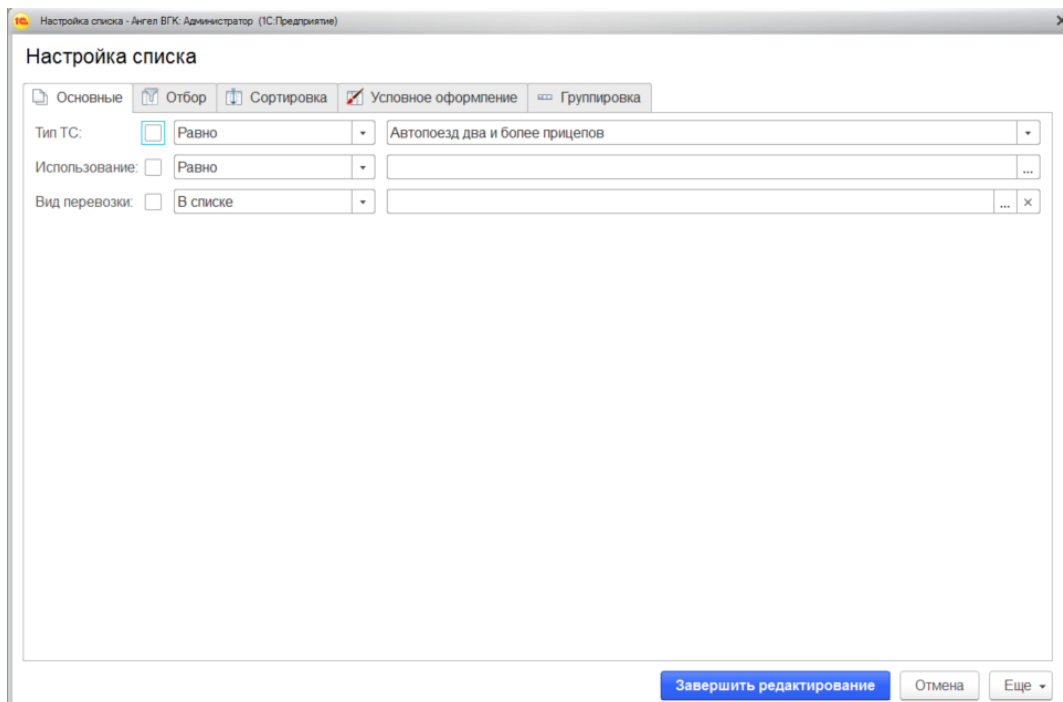 1С Настройка списка - Ангел ВГК: Администратор (1С:Предприятие)
Настройка списка
Основные Отбор Сортировка Условное оформление Группировка
Тип ТС: Равно Автопоезд два и более прицепов
Использование: Равно ...
Вид перевозки: В списке ... ×
Завершить редактирование Отмена Еще